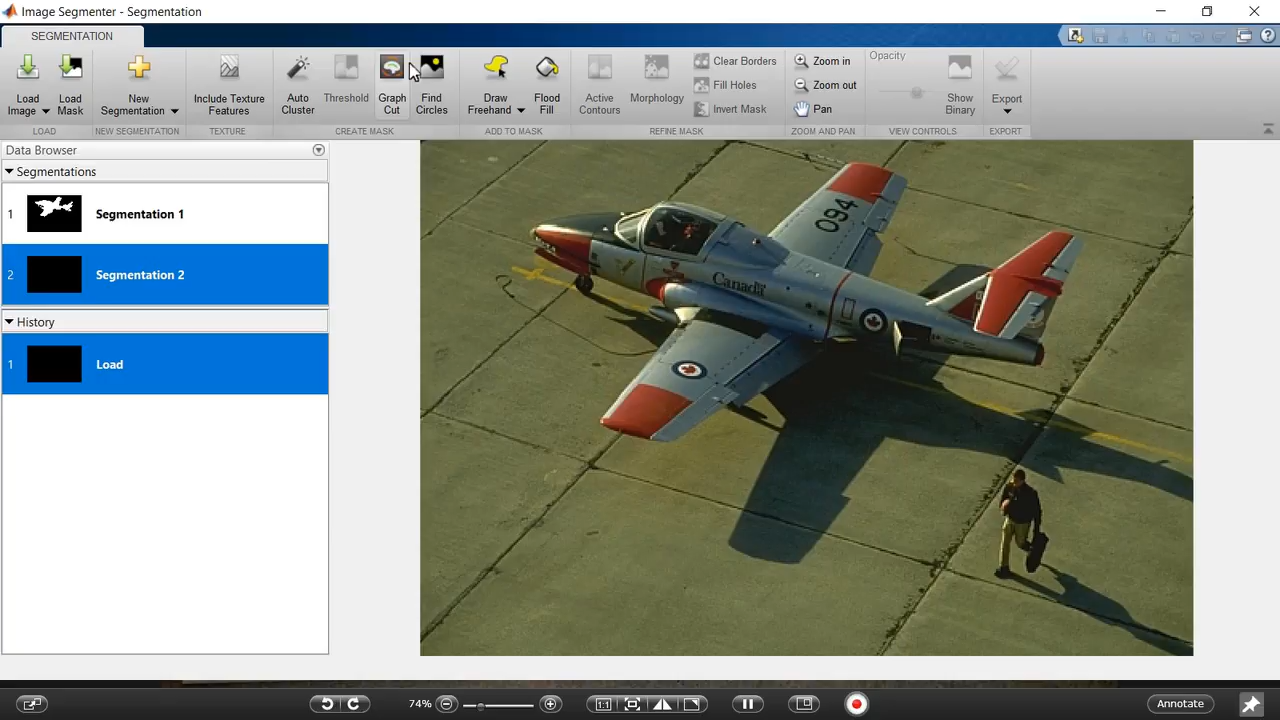 Image Segmenter - Segmentation
SEGMENTATION
Load Image
Load Mask
New Segmentation
Include Texture Features
Auto Cluster
Threshold
Graph Cut
Find Circles
Draw Freehand
Flood Fill
Active Contours
Morphology
Clear Borders
Fill Holes
Invert Mask
Zoom in
Zoom out
Pan
Opacity
Show Binary
Export
LOAD
NEW SEGMENTATION
TEXTURE
CREATE MASK
ADD TO MASK
REFINE MASK
ZOOM AND PAN
VIEW CONTROLS
EXPORT
Data Browser
Segmentations
1 Segmentation 1
2 Segmentation 2
History
1 Load
094
Canada
74%
1:1
Annotate